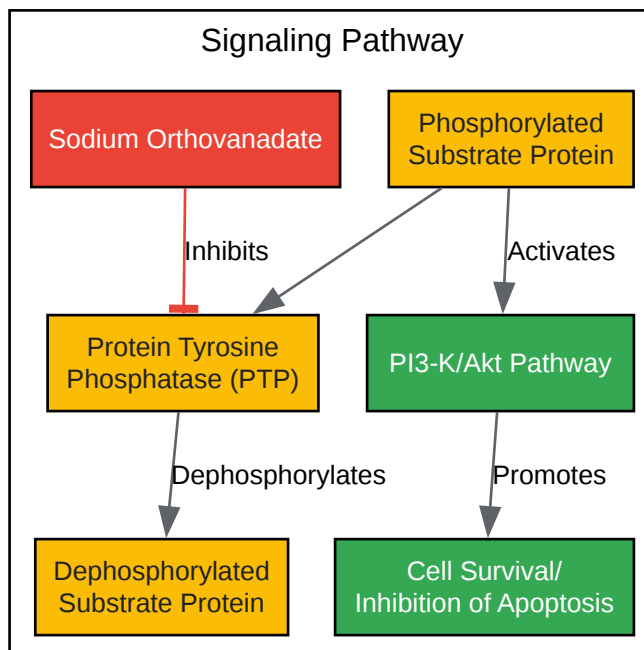 Signaling Pathway
Sodium Orthovanadate
Phosphorylated
Substrate Protein
Inhibits
Activates
Protein Tyrosine
Phosphatase (PTP)
PI3-K/Akt Pathway
Dephosphorylates
Promotes
Dephosphorylated
Substrate Protein
Cell Survival/
Inhibition of Apoptosis